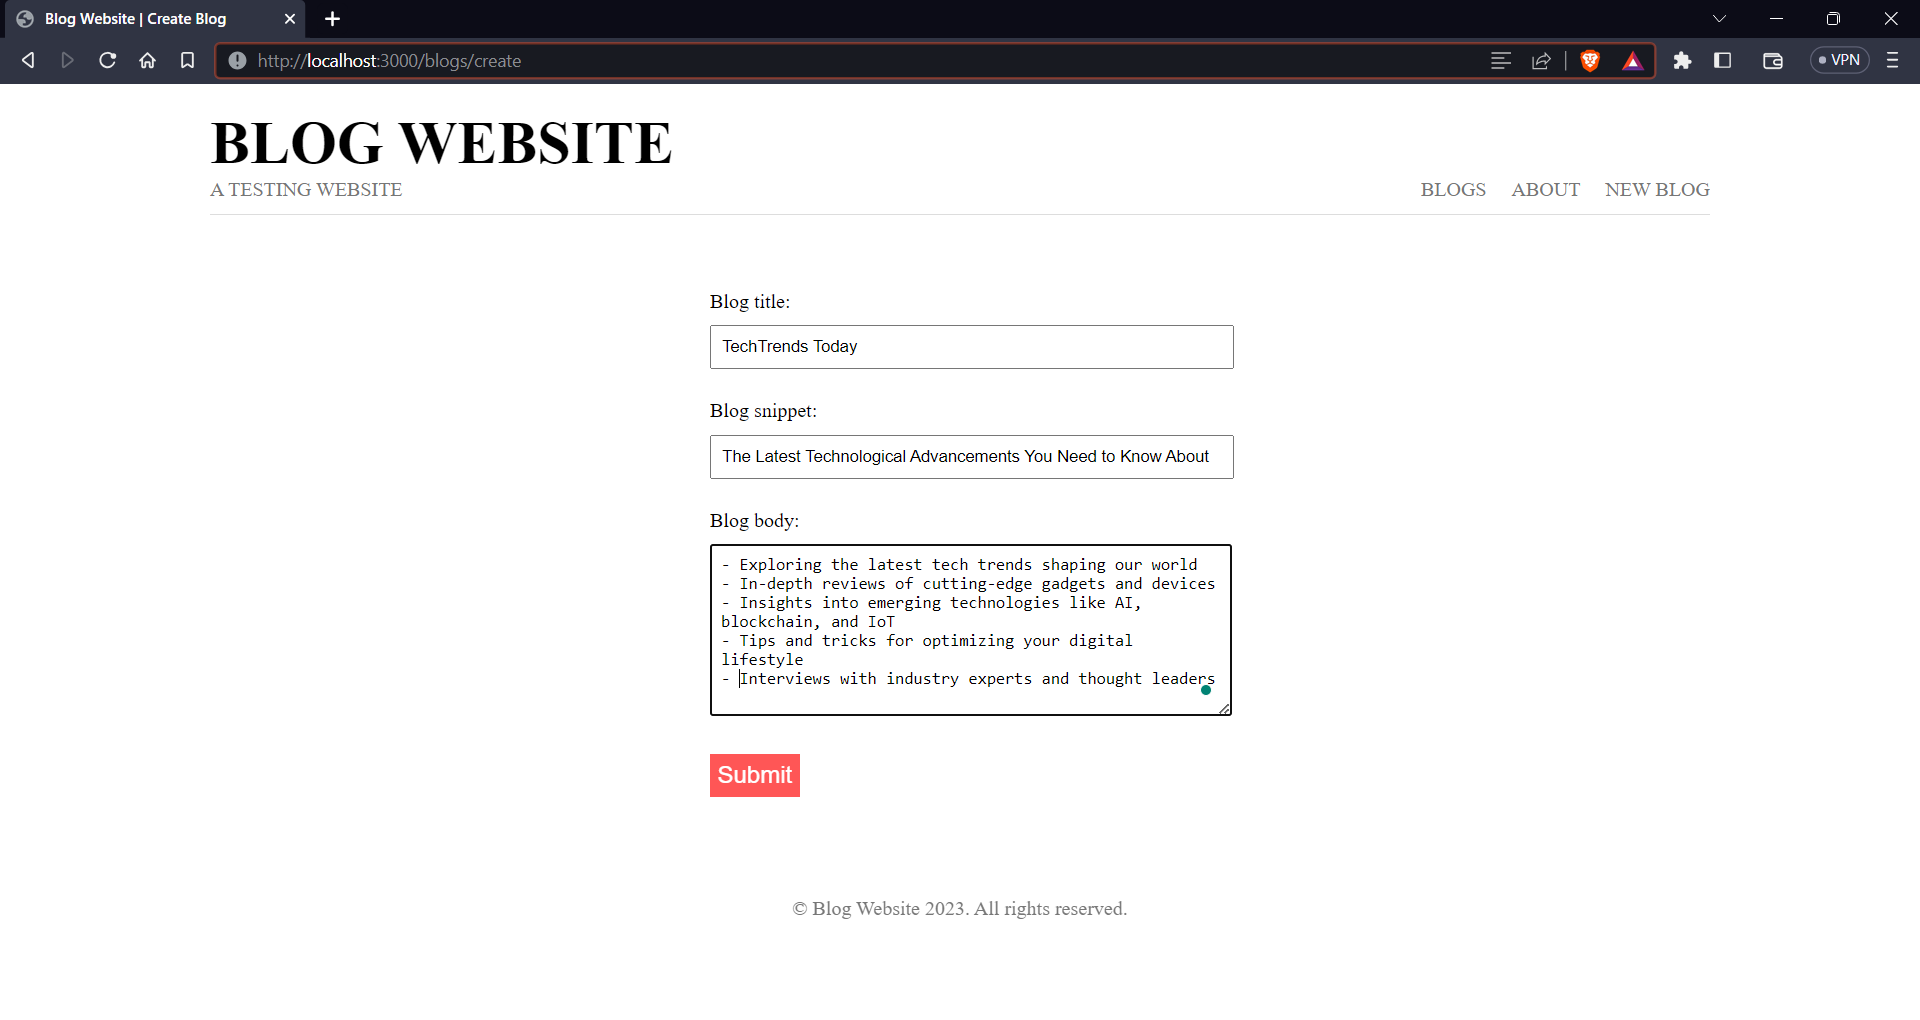 Blog Website | Create Blog
http://localhost:3000/blogs/create
VPN
BLOG WEBSITE
A TESTING WEBSITE
BLOGS ABOUT NEW BLOG
Blog title:
TechTrends Today
Blog snippet:
The Latest Technological Advancements You Need to Know About
Blog body:
- Exploring the latest tech trends shaping our world
- In-depth reviews of cutting-edge gadgets and devices
- Insights into emerging technologies like AI,
blockchain, and IoT
- Tips and tricks for optimizing your digital
lifestyle
- Interviews with industry experts and thought leaders
Submit
© Blog Website 2023. All rights reserved.